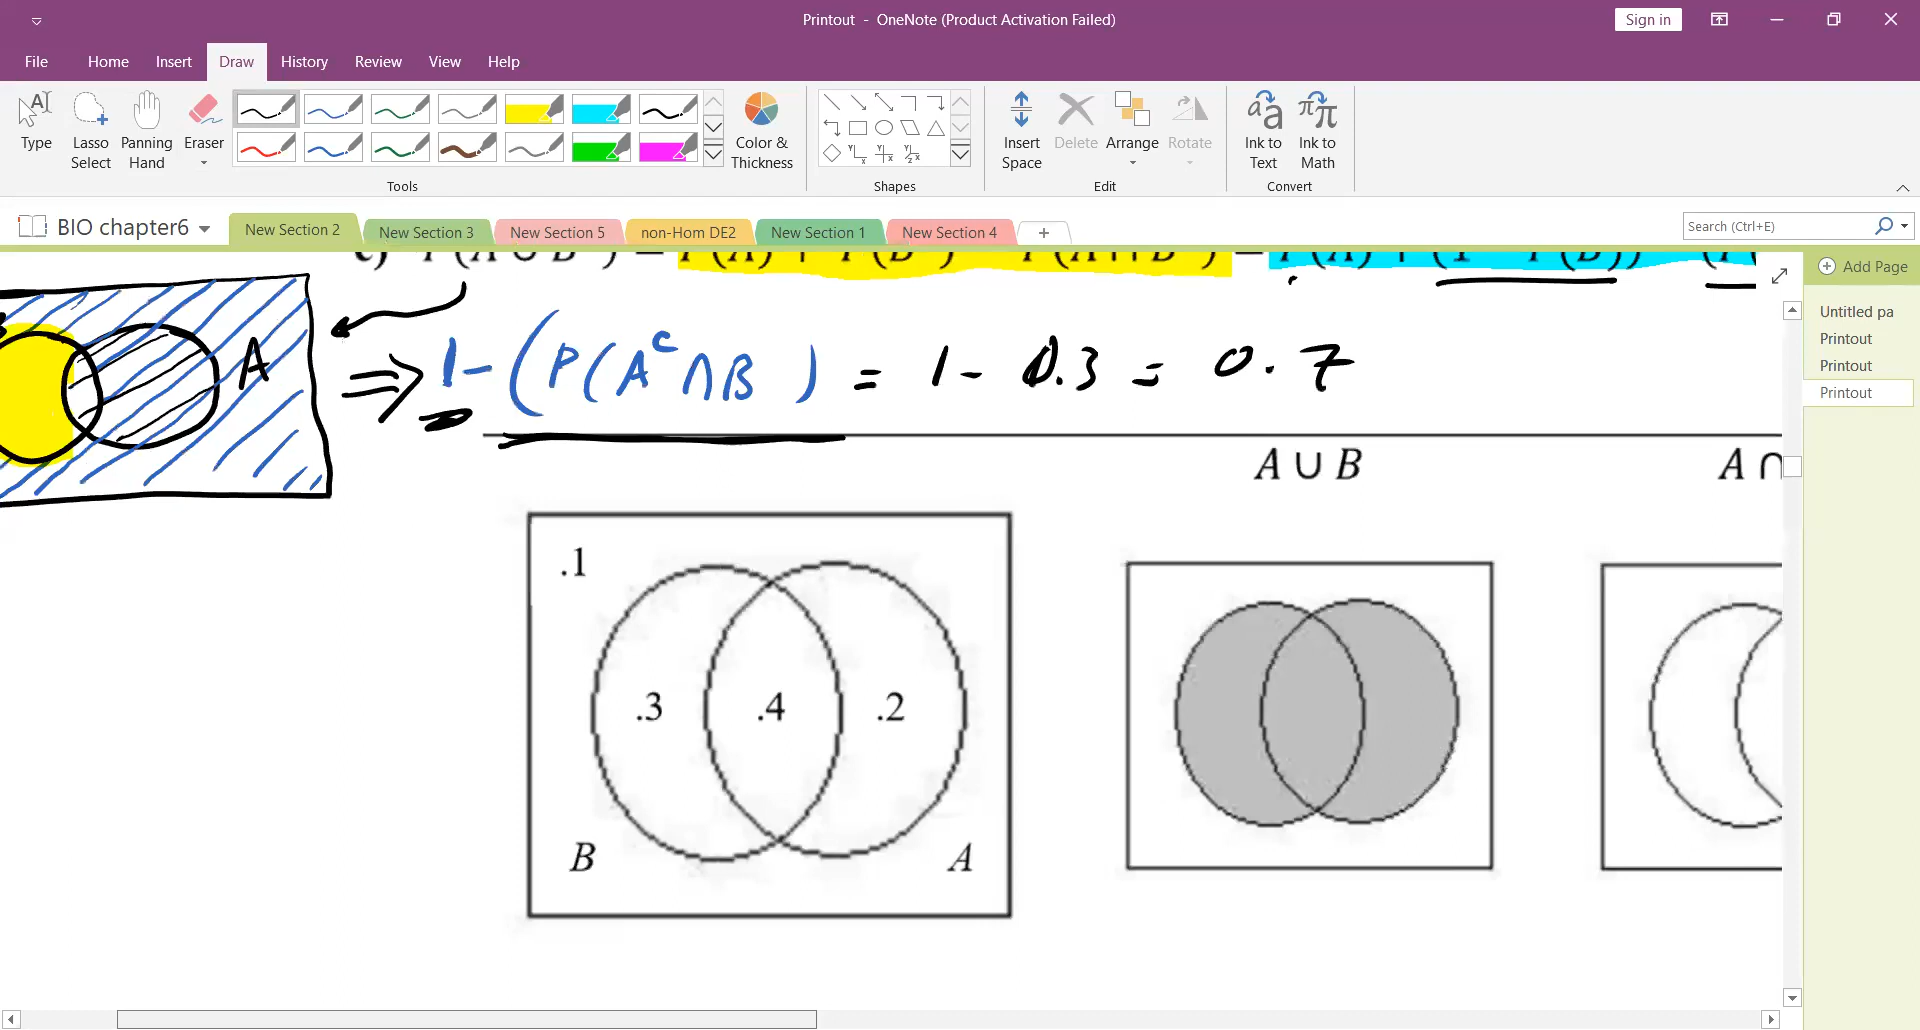 Printout - OneNote (Product Activation Failed)
Sign in
File Home Insert Draw History Review View Help
Type
Lasso Select
Panning Hand
Eraser
Color & Thickness
Insert Space
Delete
Arrange
Rotate
Ink to Text
Ink to Math
Tools
Shapes
Edit
Convert
BIO chapter6
New Section 2
New Section 3
New Section 5
non-Hom DE2
New Section 1
New Section 4
Search (Ctrl+E)
Add Page
Untitled pa
Printout
Printout
Printout
A
⇒ 1 - (P(Aᶜ ∩ B ) = 1 - 0.3 = 0.7
A ∪ B
A ∩
.1
.3 .4 .2
B A